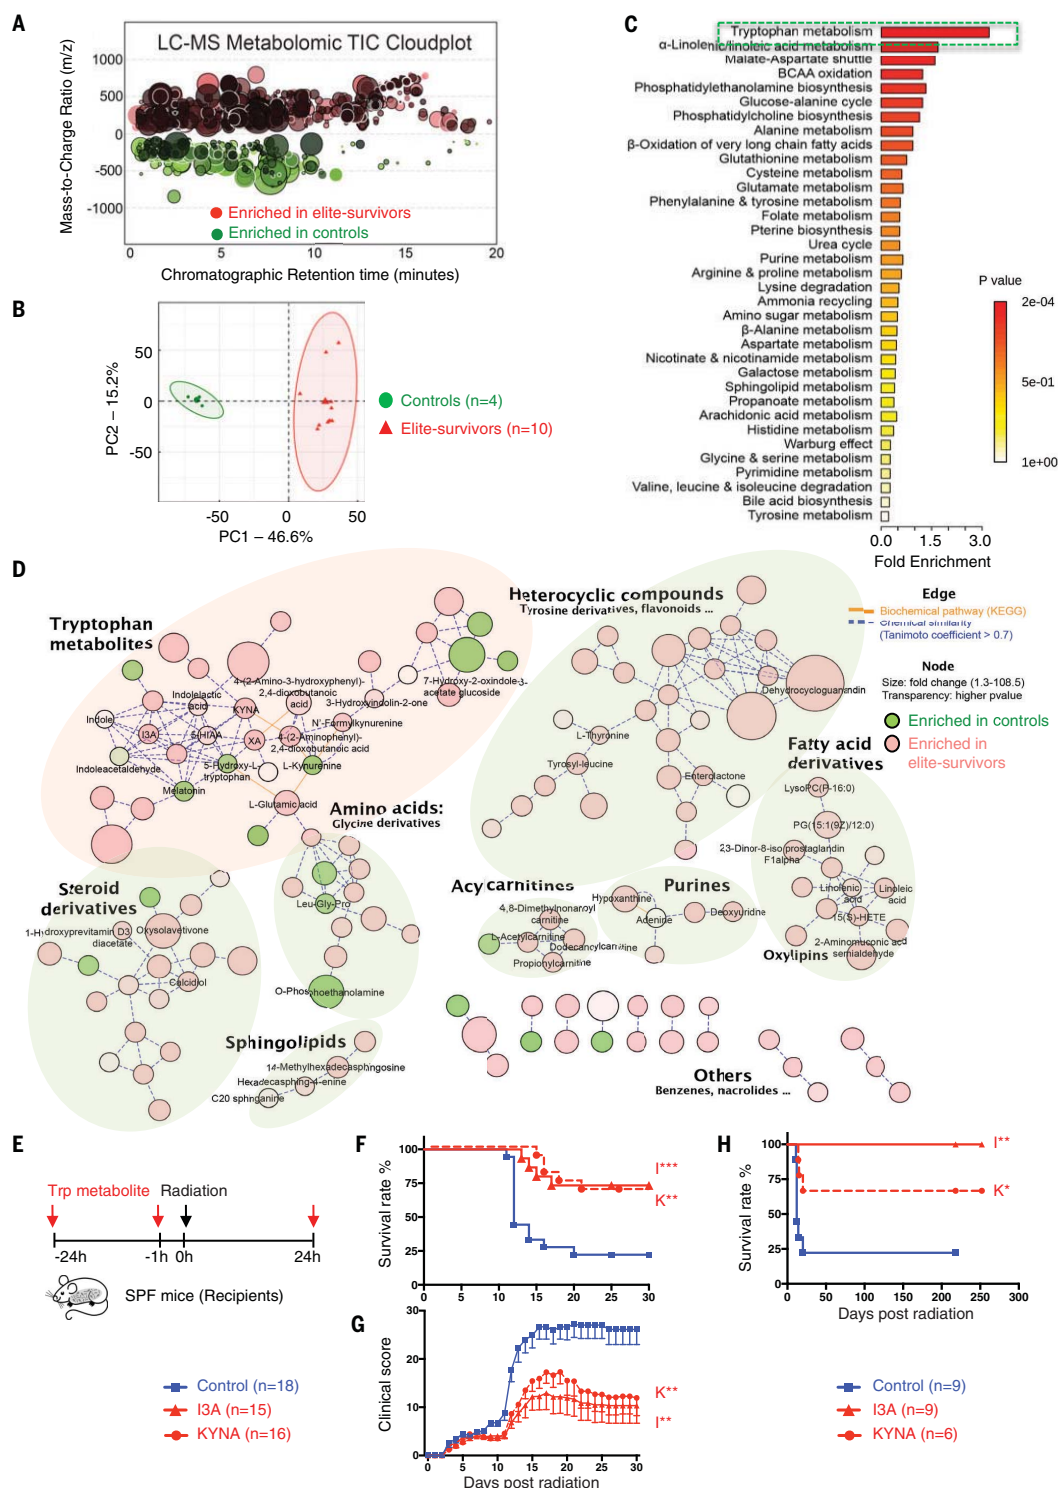 A
LC-MS Metabolomic TIC Cloudplot
Mass-to-Charge Ratio (m/z)
1000
500
0
-500
-1000
Enriched in elite-survivors
Enriched in controls
0 5 10 15 20
Chromatographic Retention time (minutes)
B
PC2 – 15.2%
50
0
-50
-50 0 50
PC1 – 46.6%
Controls (n=4)
Elite-survivors (n=10)
C
Tryptophan metabolism
α-Linolenic/linoleic acid metabolism
Malate-Aspartate shuttle
BCAA oxidation
Phosphatidylethanolamine biosynthesis
Glucose-alanine cycle
Phosphatidylcholine biosynthesis
Alanine metabolism
β-Oxidation of very long chain fatty acids
Glutathione metabolism
Cysteine metabolism
Glutamate metabolism
Phenylalanine & tyrosine metabolism
Folate metabolism
Pterine biosynthesis
Urea cycle
Purine metabolism
Arginine & proline metabolism
Lysine degradation
Ammonia recycling
Amino sugar metabolism
β-Alanine metabolism
Aspartate metabolism
Nicotinate & nicotinamide metabolism
Galactose metabolism
Sphingolipid metabolism
Propanoate metabolism
Arachidonic acid metabolism
Histidine metabolism
Warburg effect
Glycine & serine metabolism
Pyrimidine metabolism
Valine, leucine & isoleucine degradation
Bile acid biosynthesis
Tyrosine metabolism
0.0 1.5 3.0
Fold Enrichment
P value
2e-04
5e-01
1e+00
D
Tryptophan
metabolites
4-(2-Amino-3-hydroxyphenyl)-
2,4-dioxobutanoic
acid
7-Hydroxy-2-oxindole-3-
acetate glucoside
3-Hydroxyindolin-2-one
Indolelactic
acid
KYNA
Indole
I3A
5-HIAA
XA
N'-Formylkynurenine
4-(2-Aminophenyl)-
2,4-dioxobutanoic acid
Indoleacetaldehyde
5-Hydroxy-L-
tryptophan
L-Kynurenine
Melatonin
L-Glutamic acid
Heterocyclic compounds
Tyrosine derivatives, flavonoids ...
Dehydrocycloguanandin
L-Thyronine
Tyrosyl-leucine
Enterolactone
Edge
Biochemical pathway (KEGG)
Chemical similarity
(Tanimoto coefficient > 0.7)
Node
Size: fold change (1.3-108.5)
Transparency: higher pvalue
Enriched in controls
Enriched in
elite-survivors
Fatty acid
derivatives
LysoPC(P-16:0)
PG(15:1(9Z)/12:0)
2,3-Dinor-8-iso prostaglandin
F1alpha
Linolenic
acid
Linoleic
acid
15(S)-HETE
2-Aminomuconic acid
semialdehyde
Oxylipins
Amino acids:
Glycine derivatives
Leu-Gly-Pro
O-Phosphoethanolamine
Steroid
derivatives
1-Hydroxyprevitamin D3
diacetate
Oxysolavetivone
Calcidiol
Acylcarnitines
4,8-Dimethylnonanoyl
carnitine
L-Acetylcarnitine
Dodecanoylcarnitine
Propionylcarnitine
Purines
Hypoxanthine
Adenine
Deoxyuridine
Sphingolipids
14-Methylhexadecasphingosine
Hexadecasphing-4-enine
C20 sphinganine
Others
Benzenes, macrolides ...
E
Trp metabolite
Radiation
-24h -1h 0h 24h
SPF mice (Recipients)
Control (n=18)
I3A (n=15)
KYNA (n=16)
F
Survival rate %
100
75
50
25
0
0 5 10 15 20 25 30
I***
K**
G
Clinical score
30
20
10
0
0 5 10 15 20 25 30
Days post radiation
K**
I**
H
Survival rate %
100
75
50
25
0
0 50 100 150 200 250 300
Days post radiation
I**
K*
Control (n=9)
I3A (n=9)
KYNA (n=6)